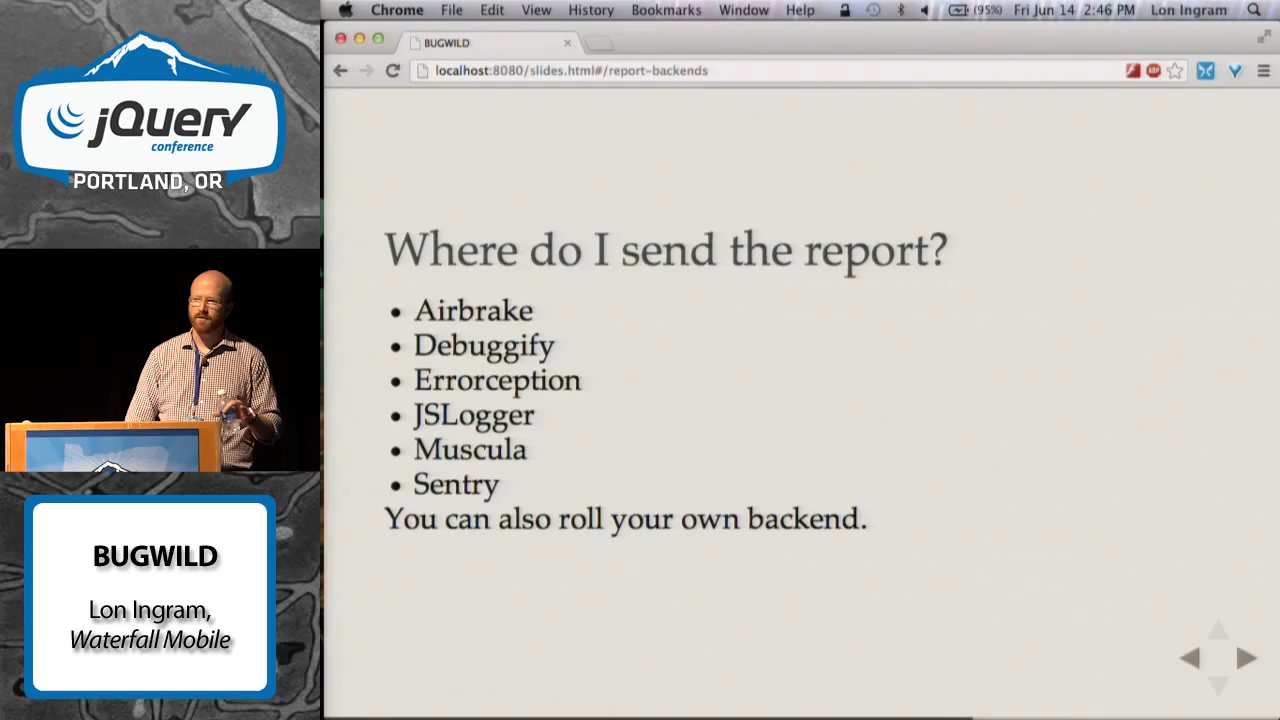 jQuery
conference
PORTLAND, OR
BUGWILD
Lon Ingram,
Waterfall Mobile
Chrome File Edit View History Bookmarks Window Help (95%) Fri Jun 14 2:46 PM Lon Ingram
BUGWILD
localhost:8080/slides.html#/report-backends
ABP
Where do I send the report?
• Airbrake
• Debuggify
• Errorception
• JSLogger
• Muscula
• Sentry
You can also roll your own backend.